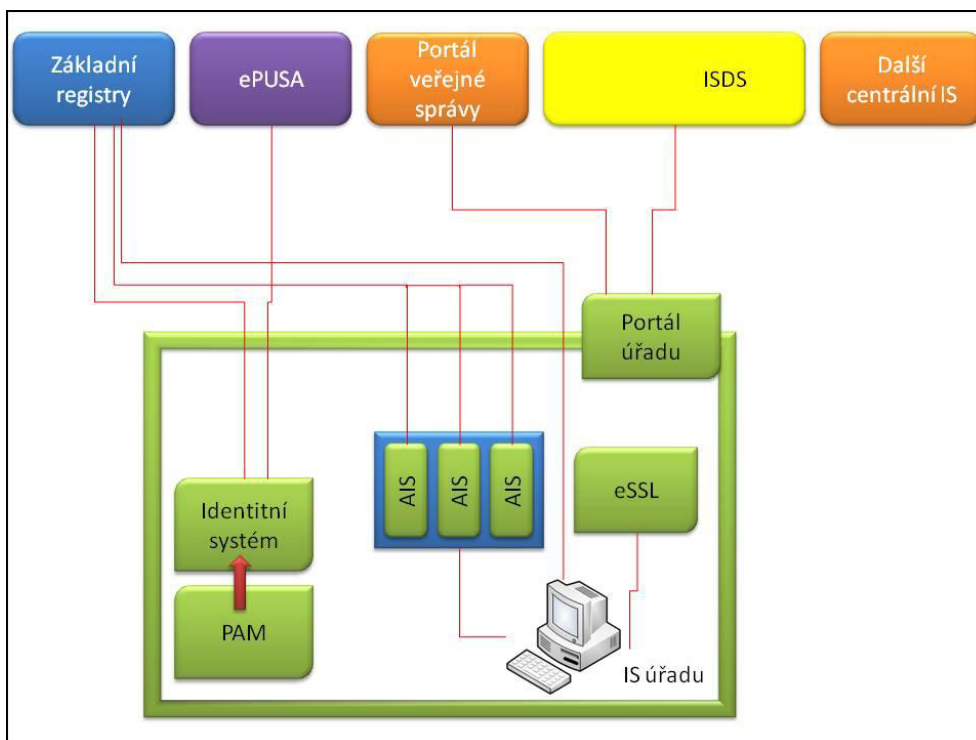 Základní
registry
ePUSA
Portál
veřejné
správy
ISDS
Další
centrální IS
Portál
úřadu
AIS
AIS
AIS
eSSL
Identitní
systém
PAM
IS úřadu